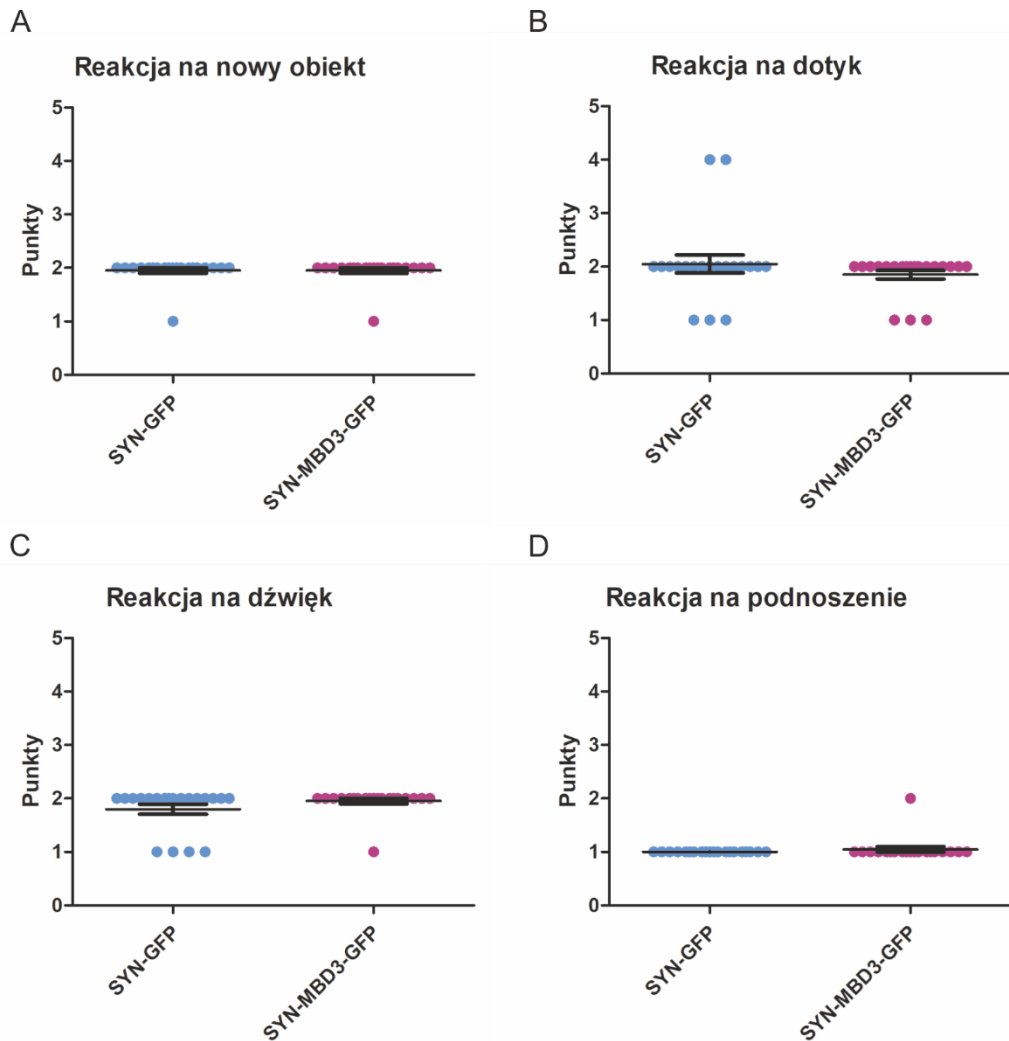 A
Reakcja na nowy obiekt
5
4
3
2
1
0
Punkty
SYN-GFP
SYN-MBD3-GFP
B
Reakcja na dotyk
5
4
3
2
1
0
Punkty
SYN-GFP
SYN-MBD3-GFP
C
Reakcja na dźwięk
5
4
3
2
1
0
Punkty
SYN-GFP
SYN-MBD3-GFP
D
Reakcja na podnoszenie
5
4
3
2
1
0
Punkty
SYN-GFP
SYN-MBD3-GFP